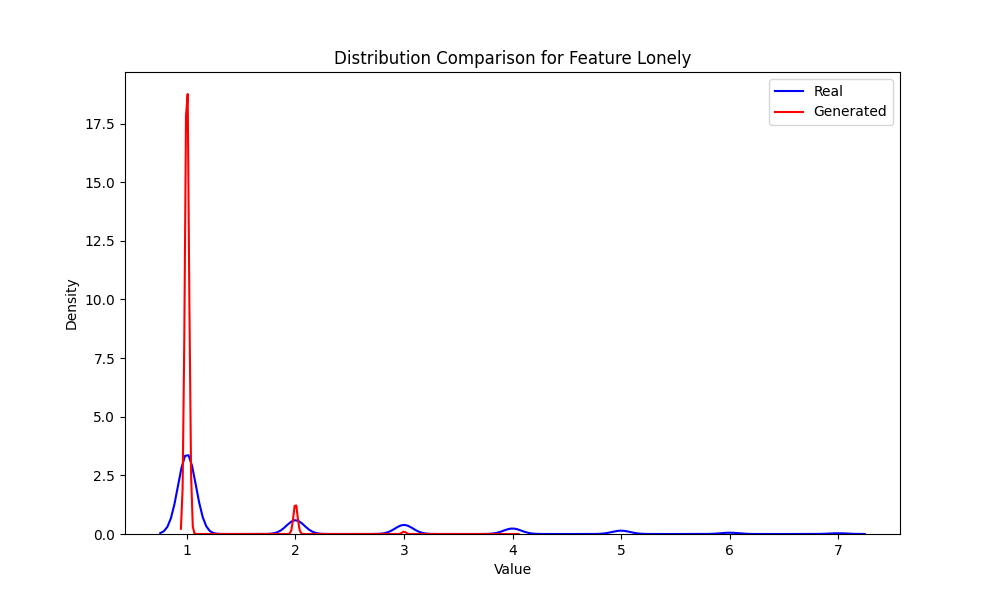 Distribution Comparison for Feature Lonely
Real
Generated
Density
17.5
15.0
12.5
10.0
7.5
5.0
2.5
0.0
1 2 3 4 5 6 7
Value